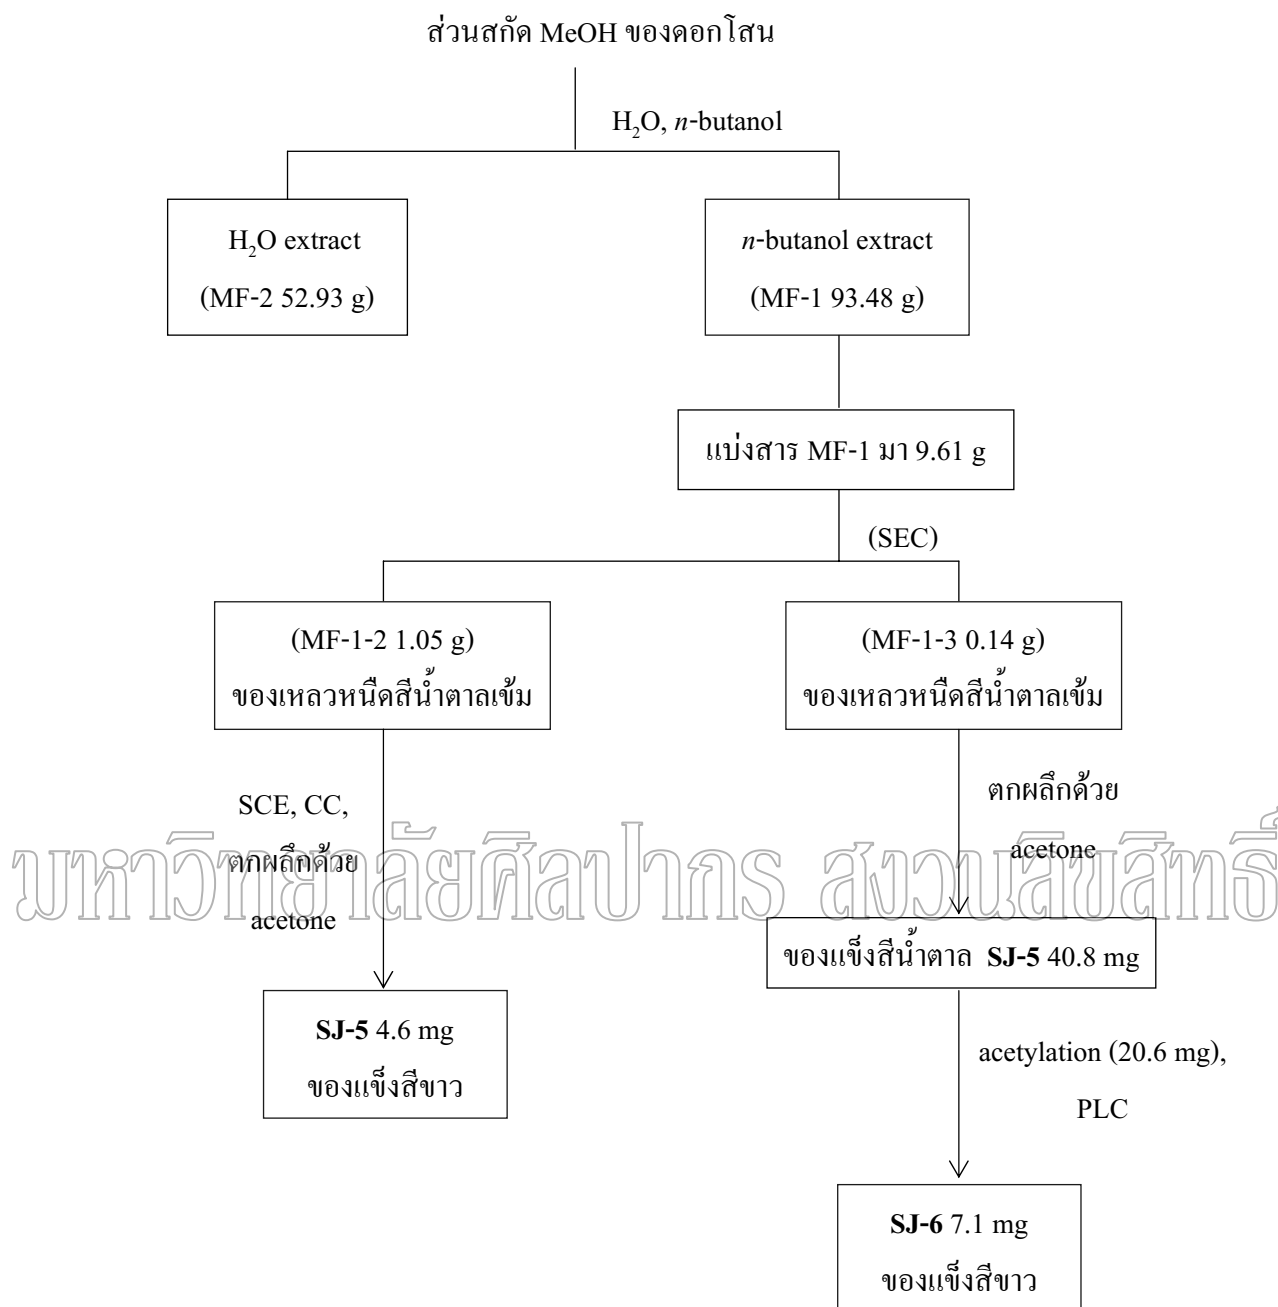 ส่วนสกัด MeOH ของดอกโสน
H₂O, n-butanol
H₂O extract
(MF-2 52.93 g)
n-butanol extract
(MF-1 93.48 g)
แบ่งสาร MF-1 มา 9.61 g
(SEC)
(MF-1-2 1.05 g)
ของเหลวหนืดสีน้ำตาลเข้ม
(MF-1-3 0.14 g)
ของเหลวหนืดสีน้ำตาลเข้ม
SCE, CC,
ตกผลึกด้วย
acetone
ตกผลึกด้วย
acetone
มหาวิทยาลัยศิลปากร สงวนลิขสิทธิ์
ของแข็งสีน้ำตาล SJ-5 40.8 mg
SJ-5 4.6 mg
ของแข็งสีขาว
acetylation (20.6 mg),
PLC
SJ-6 7.1 mg
ของแข็งสีขาว